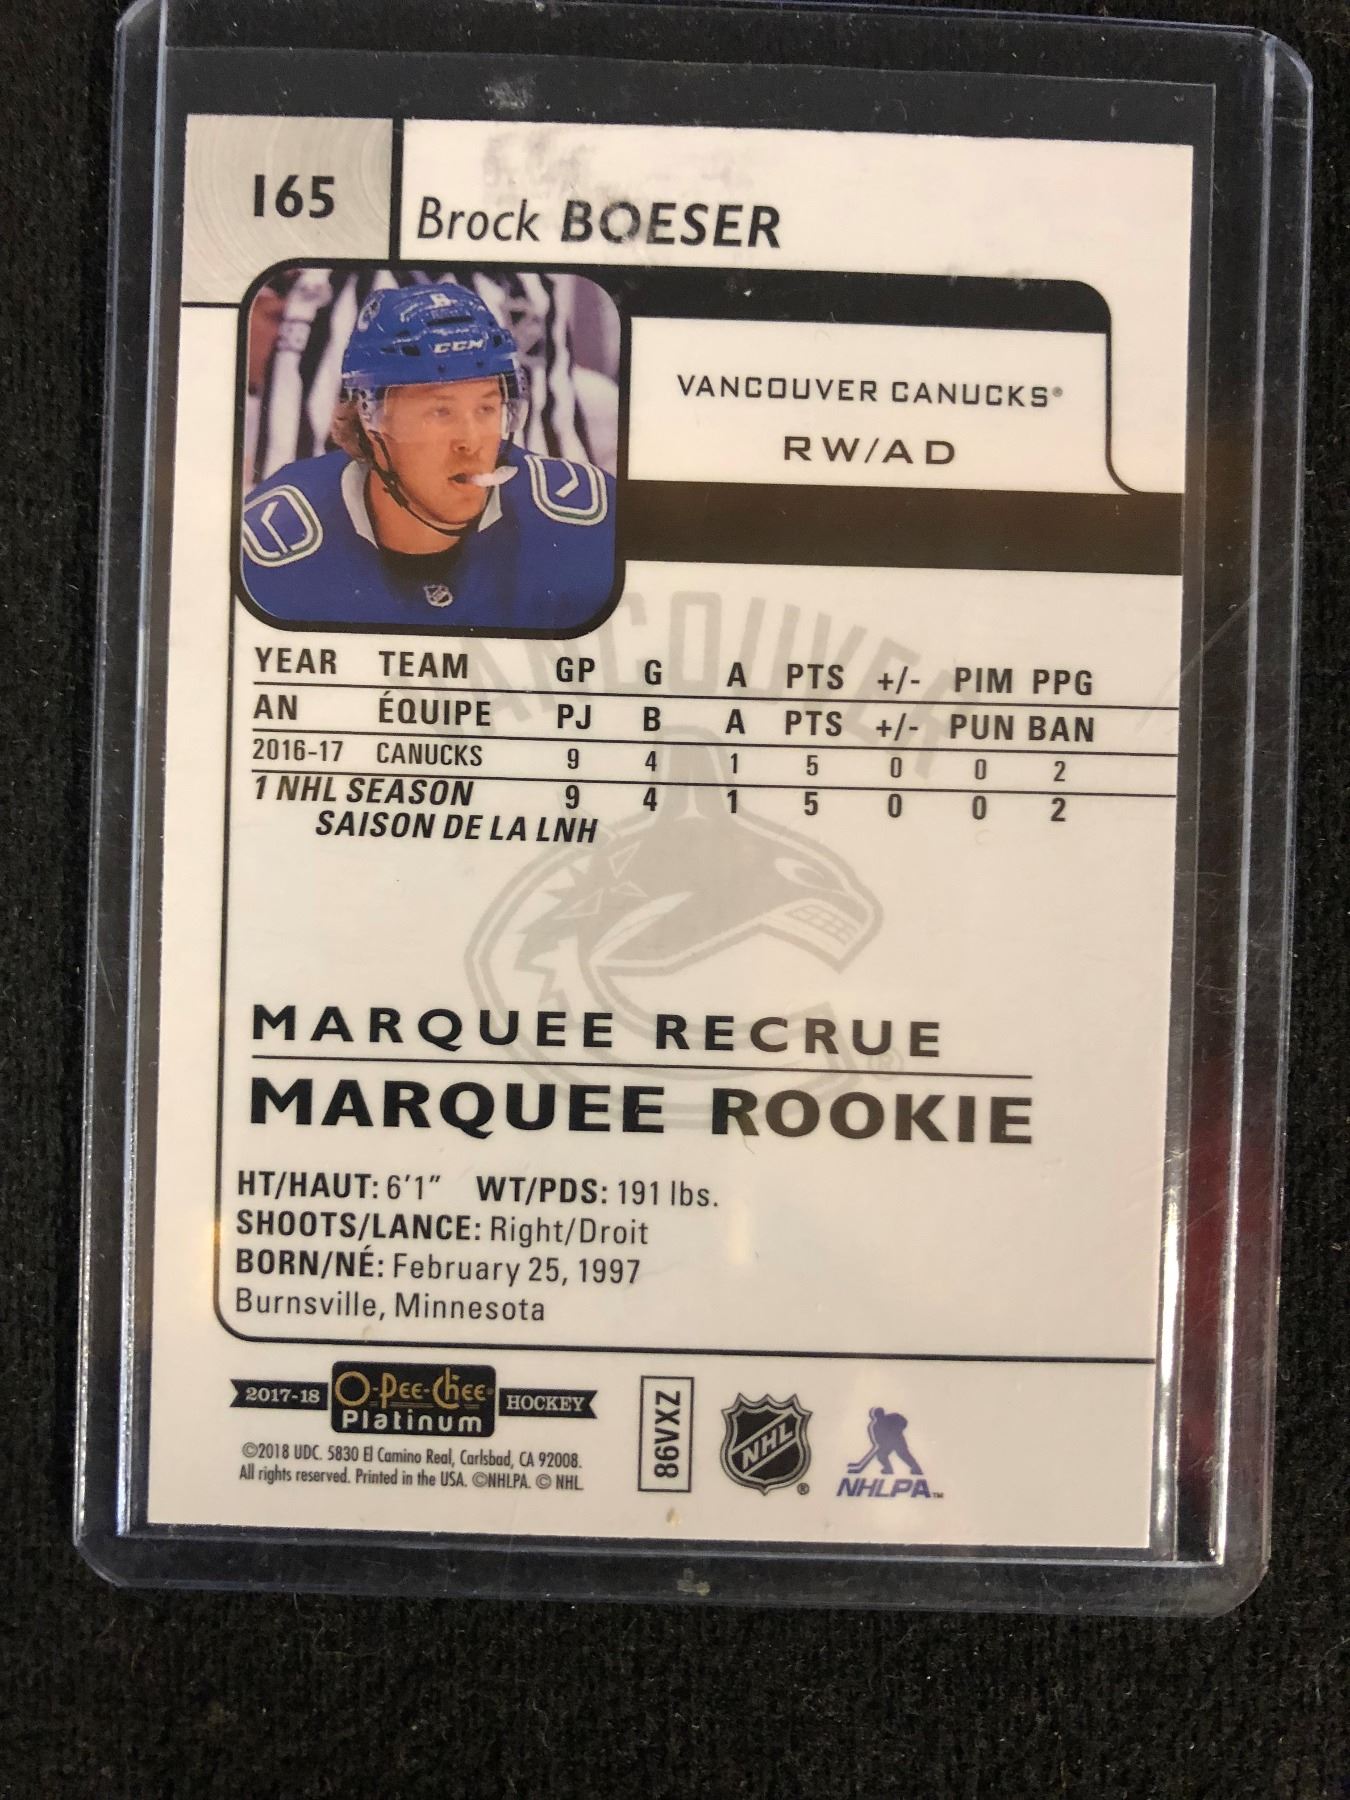 165
Brock BOESER
CCM
VANCOUVER CANUCKS®
RW/AD
VANCOUVER
YEAR TEAM GP G A PTS +/- PIM PPG
AN ÉQUIPE PJ B A PTS +/- PUN BAN
2016-17 CANUCKS 9 4 1 5 0 0 2
1 NHL SEASON 9 4 1 5 0 0 2
SAISON DE LA LNH
MARQUEE RECRUE
®
MARQUEE ROOKIE
HT/HAUT: 6'1" WT/PDS: 191 lbs.
SHOOTS/LANCE: Right/Droit
BORN/NÉ: February 25, 1997
Burnsville, Minnesota
2017-18 O-Pee-Chee® HOCKEY
Platinum
©2018 UDC. 5830 El Camino Real, Carlsbad, CA 92008.
All rights reserved. Printed in the USA. ©NHLPA. © NHL
86VXZ
NHL®
NHLPA™